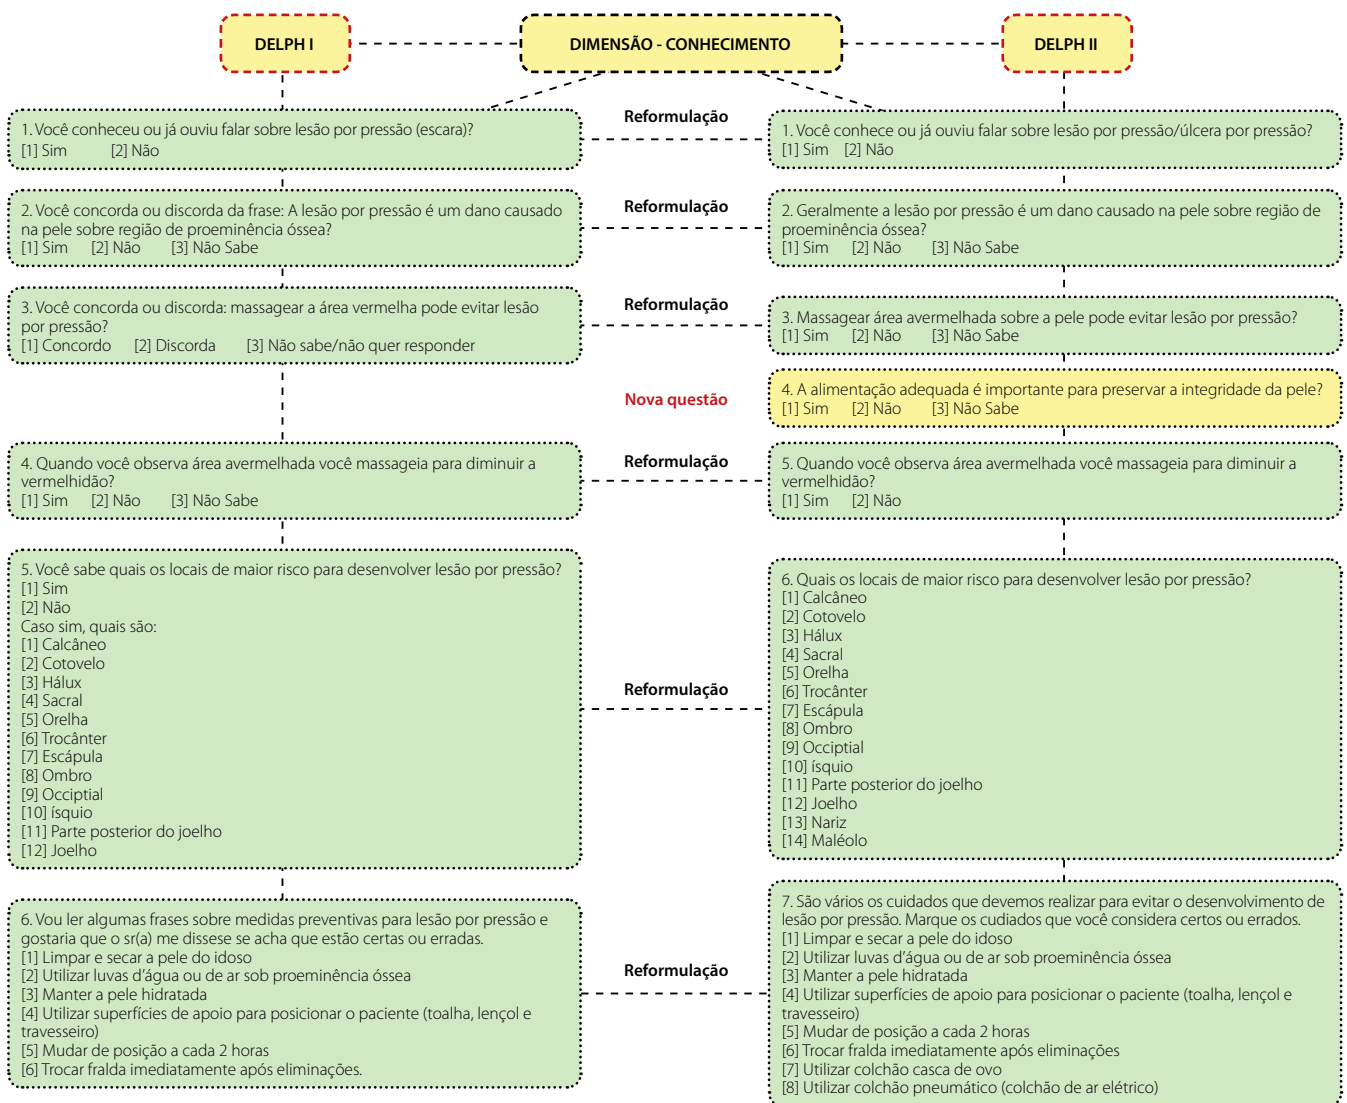 DELPH I
DIMENSÃO - CONHECIMENTO
DELPH II
1. Você conheceu ou já ouviu falar sobre lesão por pressão (escara)?
[1] Sim [2] Não
Reformulação
1. Você conhece ou já ouviu falar sobre lesão por pressão/úlcera por pressão?
[1] Sim [2] Não
2. Você concorda ou discorda da frase: A lesão por pressão é um dano causado
na pele sobre região de proeminência óssea?
[1] Sim [2] Não [3] Não Sabe
Reformulação
2. Geralmente a lesão por pressão é um dano causado na pele sobre região de
proeminência óssea?
[1] Sim [2] Não [3] Não Sabe
3. Você concorda ou discorda: massagear a área vermelha pode evitar lesão
por pressão?
[1] Concordo [2] Discorda [3] Não sabe/não quer responder
Reformulação
3. Massagear área avermelhada sobre a pele pode evitar lesão por pressão?
[1] Sim [2] Não [3] Não Sabe
Nova questão
4. A alimentação adequada é importante para preservar a integridade da pele?
[1] Sim [2] Não [3] Não Sabe
4. Quando você observa área avermelhada você massageia para diminuir a
vermelhidão?
[1] Sim [2] Não [3] Não Sabe
Reformulação
5. Quando você observa área avermelhada você massageia para diminuir a
vermelhidão?
[1] Sim [2] Não
5. Você sabe quais os locais de maior risco para desenvolver lesão por pressão?
[1] Sim
[2] Não
Caso sim, quais são:
[1] Calcâneo
[2] Cotovelo
[3] Hálux
[4] Sacral
[5] Orelha
[6] Trocânter
[7] Escápula
[8] Ombro
[9] Occiptial
[10] ísquio
[11] Parte posterior do joelho
[12] Joelho
Reformulação
6. Quais os locais de maior risco para desenvolver lesão por pressão?
[1] Calcâneo
[2] Cotovelo
[3] Hálux
[4] Sacral
[5] Orelha
[6] Trocânter
[7] Escápula
[8] Ombro
[9] Occiptial
[10] ísquio
[11] Parte posterior do joelho
[12] Joelho
[13] Nariz
[14] Maléolo
6. Vou ler algumas frases sobre medidas preventivas para lesão por pressão e
gostaria que o sr(a) me dissese se acha que estão certas ou erradas.
[1] Limpar e secar a pele do idoso
[2] Utilizar luvas d’água ou de ar sob proeminência óssea
[3] Manter a pele hidratada
[4] Utilizar superfícies de apoio para posicionar o paciente (toalha, lençol e
travesseiro)
[5] Mudar de posição a cada 2 horas
[6] Trocar fralda imediatamente após eliminações.
Reformulação
7. São vários os cuidados que devemos realizar para evitar o desenvolvimento de
lesão por pressão. Marque os cudiados que você considera certos ou errados.
[1] Limpar e secar a pele do idoso
[2] Utilizar luvas d’água ou de ar sob proeminência óssea
[3] Manter a pele hidratada
[4] Utilizar superfícies de apoio para posicionar o paciente (toalha, lençol e
travesseiro)
[5] Mudar de posição a cada 2 horas
[6] Trocar fralda imediatamente após eliminações
[7] Utilizar colchão casca de ovo
[8] Utilizar colchão pneumático (colchão de ar elétrico)